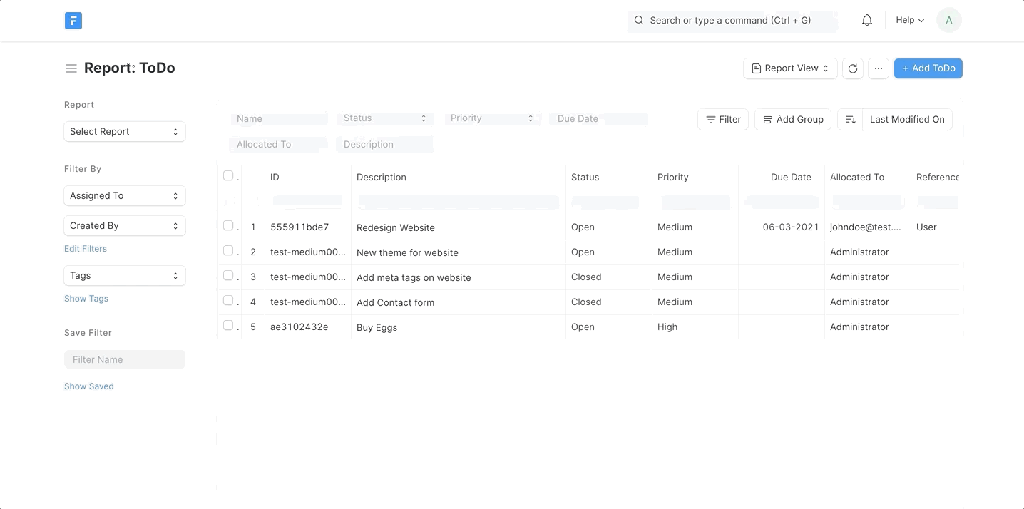 F
Search or type a command (Ctrl + G)
Help
A
Report: ToDo
Report View
...
+ Add ToDo
Report
Select Report
Filter By
Assigned To
Created By
Edit Filters
Tags
Show Tags
Save Filter
Filter Name
Show Saved
Name Status Priority Due Date
Filter Add Group Last Modified On
Allocated To Description
ID Description Status Priority Due Date Allocated To Reference
1 555911bde7 Redesign Website Open Medium 06-03-2021 johndoe@test.... User
2 test-medium00... New theme for website Open Medium Administrator
3 test-medium00... Add meta tags on website Closed Medium Administrator
4 test-medium00... Add Contact form Closed Medium Administrator
5 ae3102432e Buy Eggs Open High Administrator